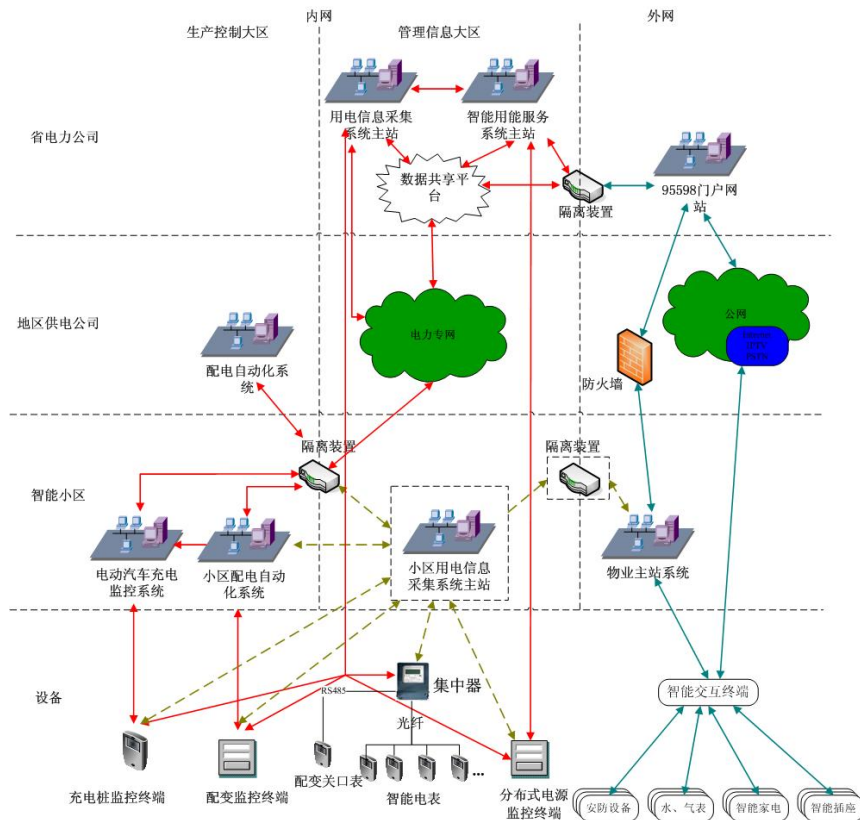 内网
外网
生产控制大区
管理信息大区
用电信息采集
系统主站
智能用能服务
系统主站
省电力公司
数据共享平
台
隔离装置
95598门户网
站
地区供电公司
配电自动化系
统
电力专网
公网
IPTV
PSTN
防火墙
隔离装置
隔离装置
智能小区
电动汽车充电
监控系统
小区配电自动
化系统
小区用电信息
采集系统主站
物业主站系统
设备
RS485
集中器
光纤
智能交互终端
充电桩监控终端
配变监控终端
配变关口表
智能电表
...
分布式电源
监控终端
安防设备
水、气表
智能家电
智能插座